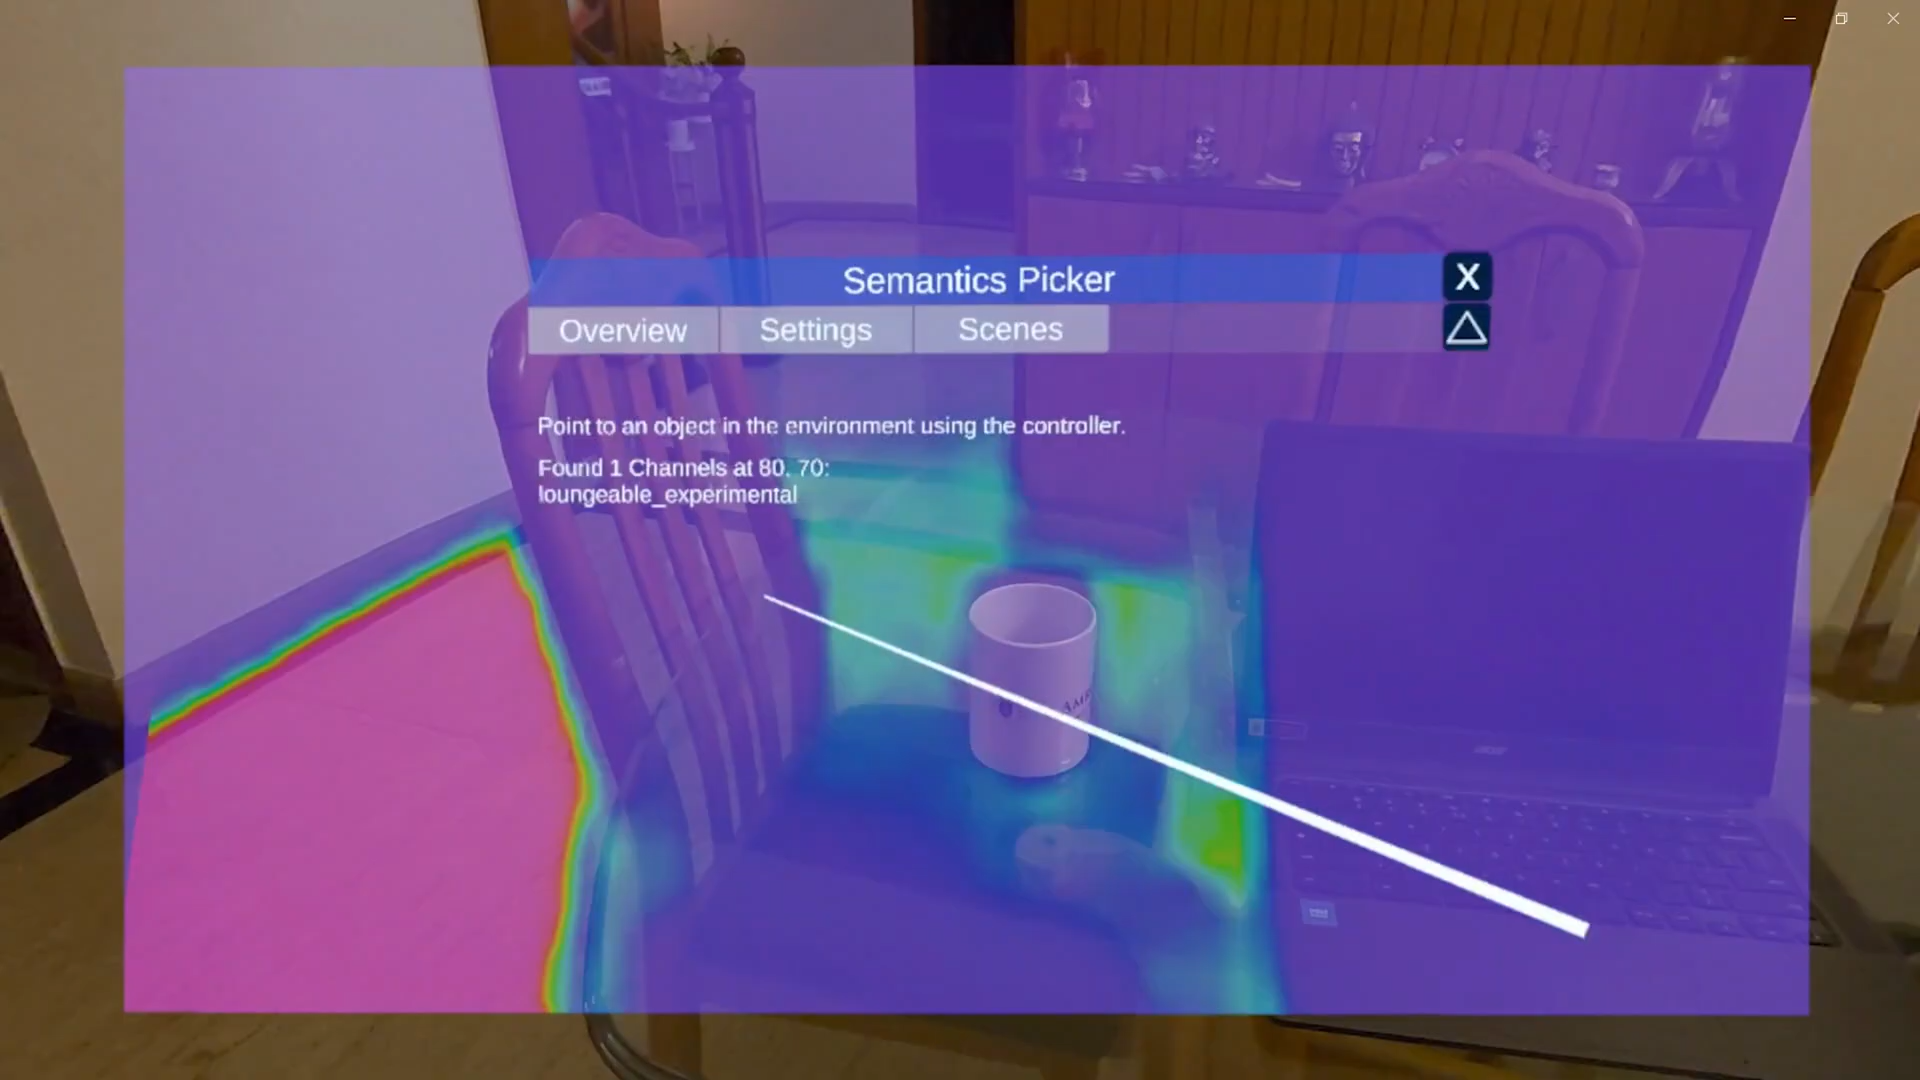 Semantics Picker
X
Overview Settings Scenes
Point to an object in the environment using the controller.
Found 1 Channels at 80, 70:
loungeable_experimental
acer